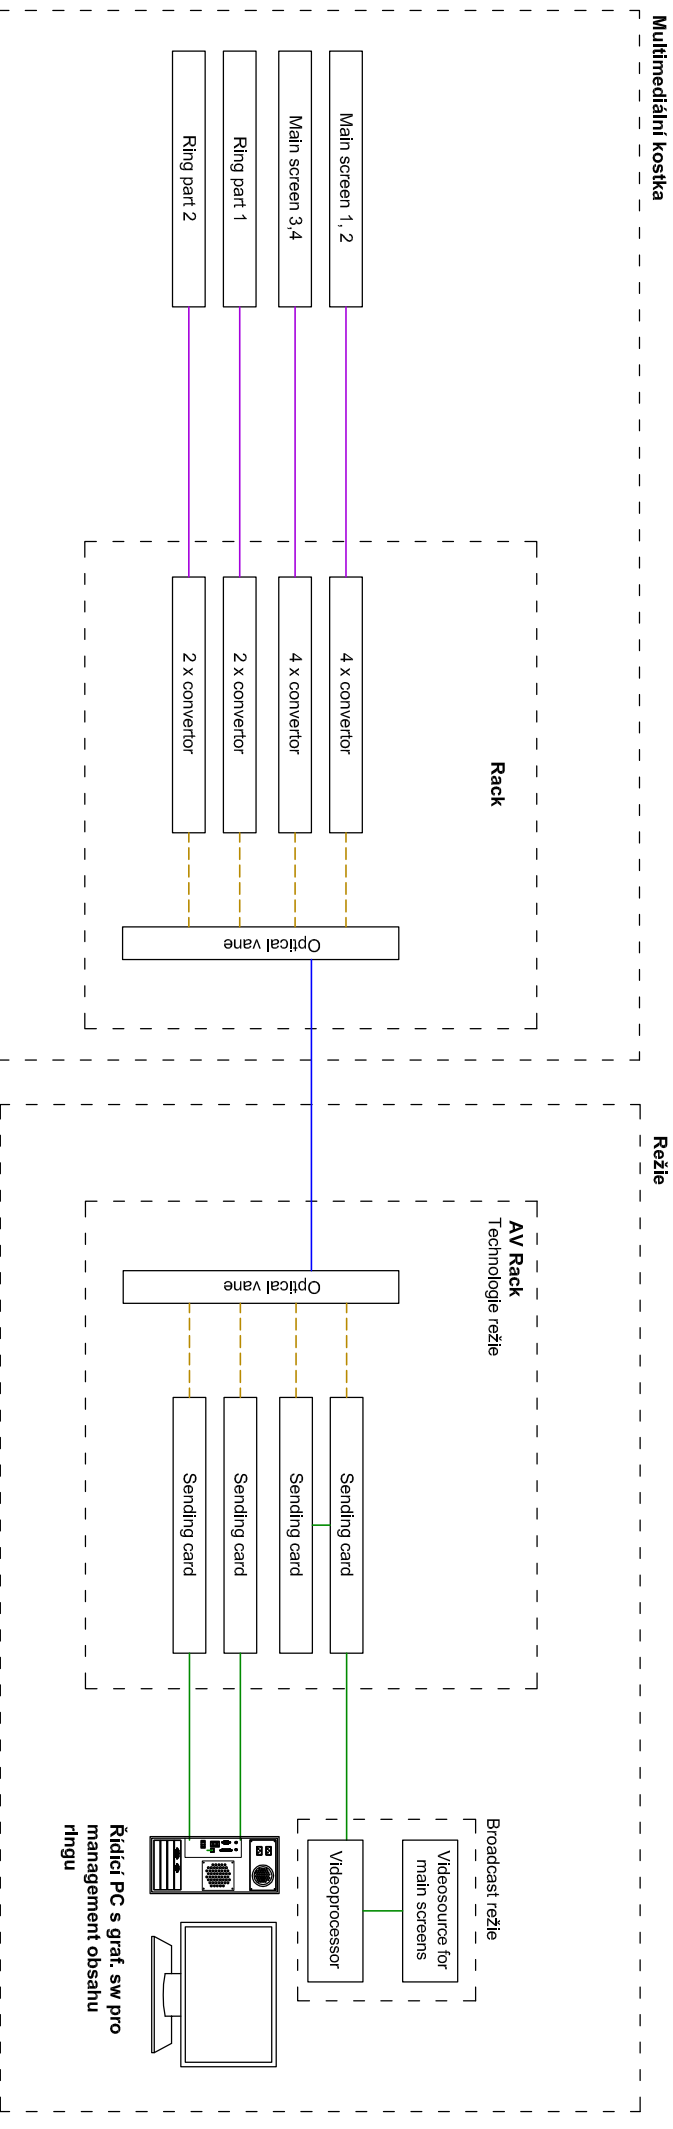 Multimediální kostka
Main screen 1, 2
Main screen 3,4
Ring part 1
Ring part 2
Rack
4 x convertor
4 x convertor
2 x convertor
2 x convertor
Optical vane
Režie
AV Rack
Technologie režie
Optical vane
Sending card
Sending card
Sending card
Sending card
Broadcast režie
Videosource for
main screens
Videoprocessor
Řídící PC s graf. sw pro
management obsahu
ringu